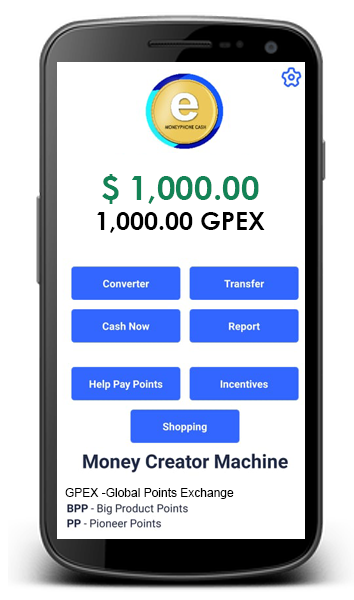 e
MONEYPHONE CASH
$ 1,000.00
1,000.00 GPEX
Converter
Transfer
Cash Now
Report
Help Pay Points
Incentives
Shopping
Money Creator Machine
GPEX -Global Points Exchange
BPP - Big Product Points
PP - Pioneer Points